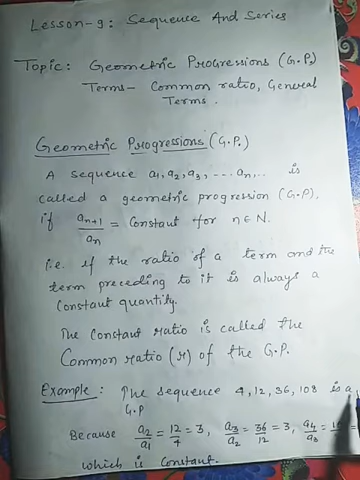 Lesson-9: Sequence And Series
Topic: Geometric Progressions (G.P.)
Terms- Common ratio, General
Terms.
Geometric Progressions (G.P.)
A sequence a₁, a₂, a₃, ---- aₙ, .. is
called a geometric progression (G.P),
if aₙ₊₁/aₙ = Constant for n∈N.
i.e. if the ratio of a term and the
term preceding to it is always a
Constant quantity.
The Constant ratio is called the
Common ratio (r) of the G.P.
Example: The sequence 4, 12, 36, 108 is a
G.P
Because a₂/a₁ = 12/4 = 3, a₃/a₂ = 36/12 = 3, a₄/a₃ =
which is Constant.